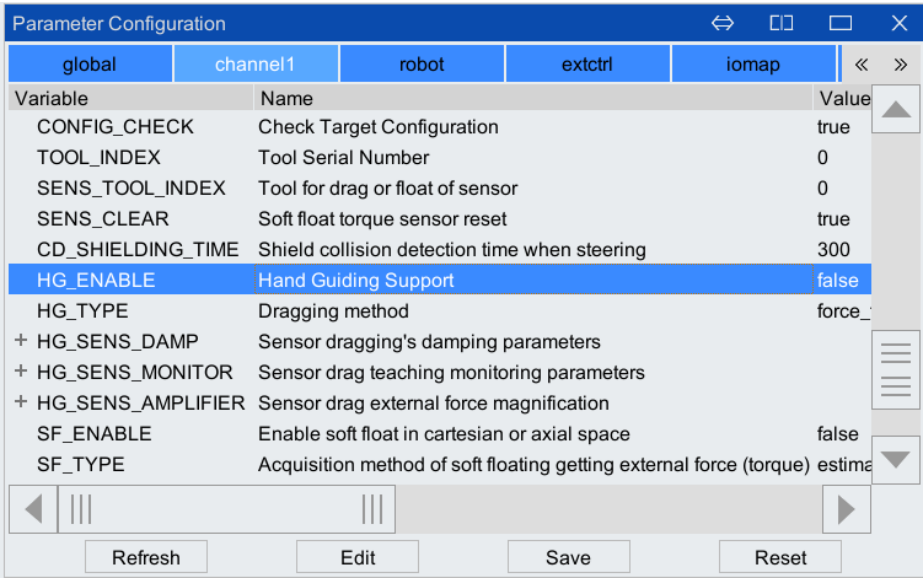 Parameter Configuration
global channel1 robot extctrl iomap « »
Variable Name Value
CONFIG_CHECK Check Target Configuration true
TOOL_INDEX Tool Serial Number 0
SENS_TOOL_INDEX Tool for drag or float of sensor 0
SENS_CLEAR Soft float torque sensor reset true
CD_SHIELDING_TIME Shield collision detection time when steering 300
HG_ENABLE Hand Guiding Support false
HG_TYPE Dragging method force_
+ HG_SENS_DAMP Sensor dragging's damping parameters
+ HG_SENS_MONITOR Sensor drag teaching monitoring parameters
+ HG_SENS_AMPLIFIER Sensor drag external force magnification
SF_ENABLE Enable soft float in cartesian or axial space false
SF_TYPE Acquisition method of soft floating getting external force (torque) estima
Refresh Edit Save Reset